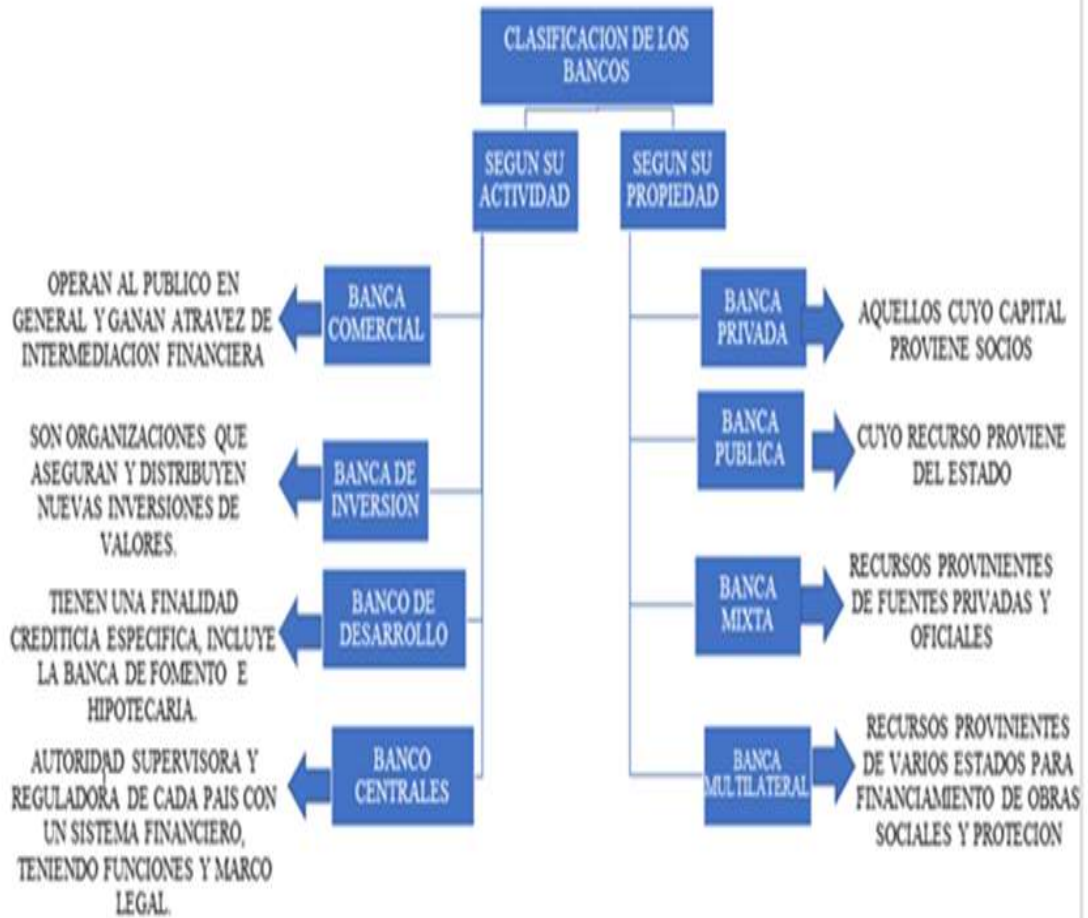 CLASIFICACION DE LOS
BANCOS
SEGUN SU
ACTIVIDAD
SEGUN SU
PROPIEDAD
BANCA
COMERCIAL
OPERAN AL PUBLICO EN
GENERAL Y GANAN ATRAVEZ DE
INTERMEDIACION FINANCIERA
BANCA DE
INVERSION
SON ORGANIZACIONES QUE
ASEGURAN Y DISTRIBUYEN
NUEVAS INVERSIONES DE
VALORES.
BANCO DE
DESARROLLO
TIENEN UNA FINALIDAD
CREDITICIA ESPECIFICA, INCLUYE
LA BANCA DE FOMENTO E
HIPOTECARIA.
BANCO
CENTRALES
AUTORIDAD SUPERVISORA Y
REGULADORA DE CADA PAIS CON
UN SISTEMA FINANCIERO,
TENIENDO FUNCIONES Y MARCO
LEGAL.
BANCA
PRIVADA
AQUELLOS CUYO CAPITAL
PROVIENE SOCIOS
BANCA
PUBLICA
CUYO RECURSO PROVIENE
DEL ESTADO
BANCA
MIXTA
RECURSOS PROVINIENTES
DE FUENTES PRIVADAS Y
OFICIALES
BANCA
MULTILATERAL
RECURSOS PROVINIENTES
DE VARIOS ESTADOS PARA
FINANCIAMIENTO DE OBRAS
SOCIALES Y PROTECION